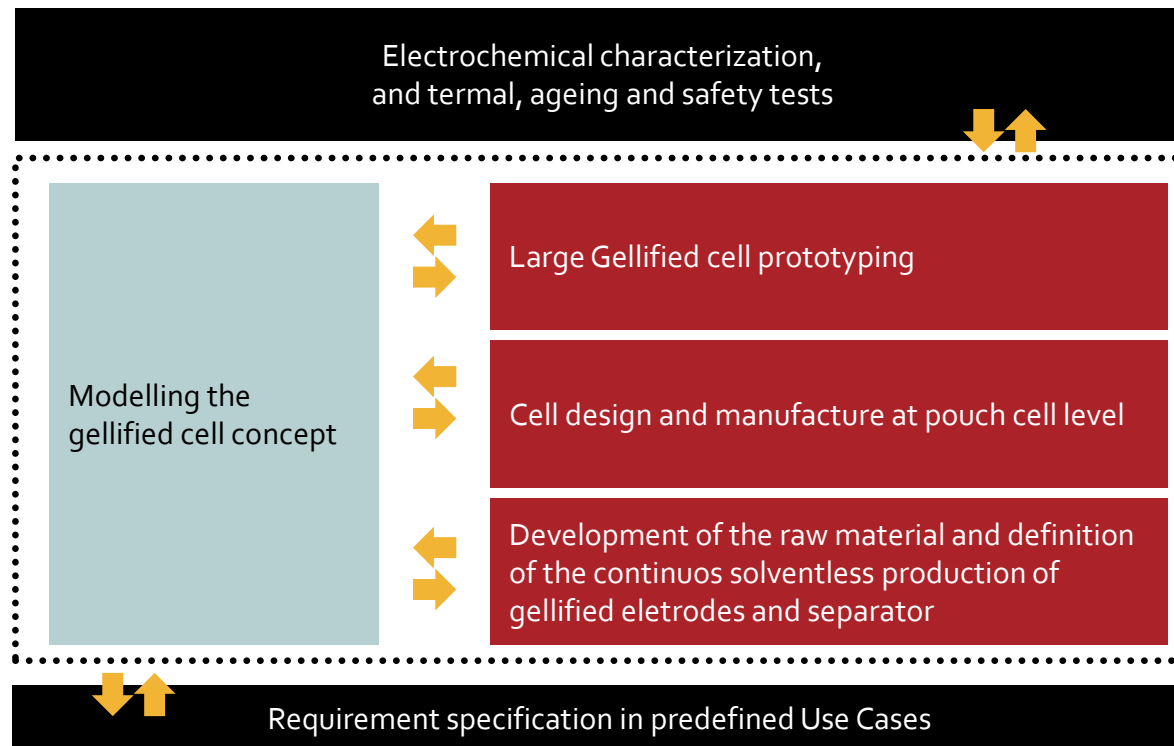 Electrochemical characterization,
and termal, ageing and safety tests
Modelling the
gellified cell concept
Large Gellified cell prototyping
Cell design and manufacture at pouch cell level
Development of the raw material and definition
of the continuos solventless production of
gellified eletrodes and separator
Requirement specification in predefined Use Cases